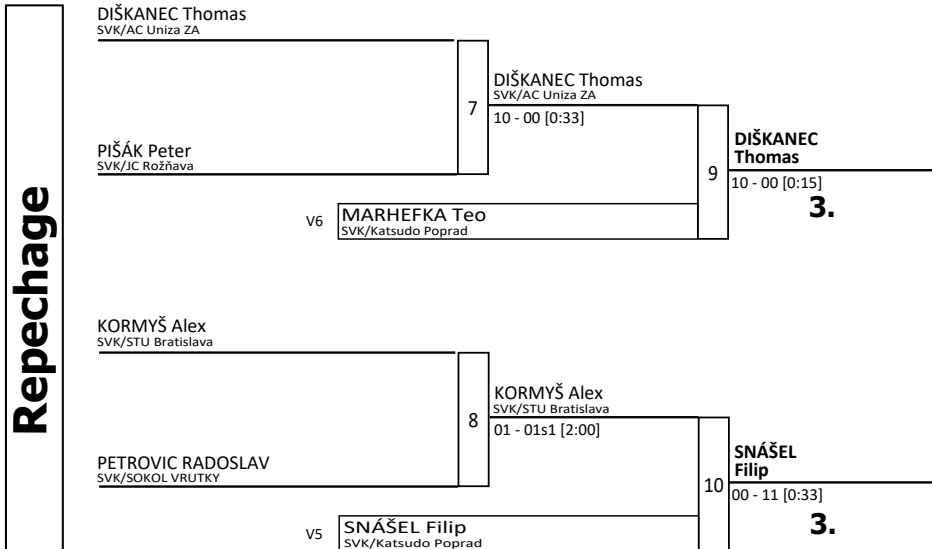 Repechage
DIŠKANEC Thomas
SVK/AC Uniza ZA
7
DIŠKANEC Thomas
SVK/AC Uniza ZA
10 - 00 [0:33]
PIŠÁK Peter
SVK/JC Rožňava
9
DIŠKANEC
Thomas
10 - 00 [0:15]
3.
V6
MARHEFKA Teo
SVK/Katsudo Poprad
KORMYŠ Alex
SVK/STU Bratislava
8
KORMYŠ Alex
SVK/STU Bratislava
01 - 01s1 [2:00]
PETROVIC RADOSLAV
SVK/SOKOL VRUTKY
10
SNÁŠEL
Filip
00 - 11 [0:33]
3.
V5
SNÁŠEL Filip
SVK/Katsudo Poprad